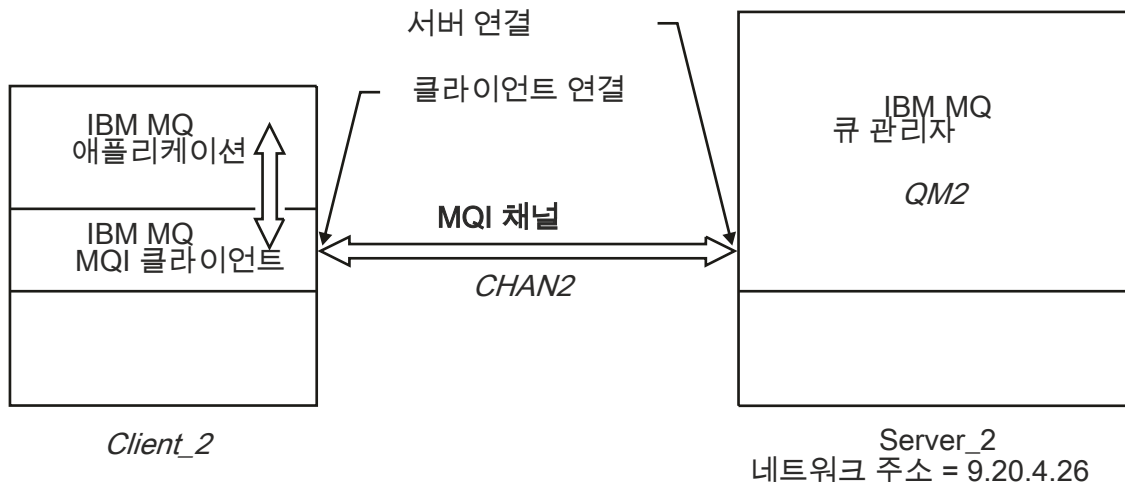 서버 연결
클라이언트 연결
IBM MQ
애플리케이션
IBM MQ
MQI 클라이언트
MQI 채널
CHAN2
IBM MQ
큐 관리자
QM2
Client_2
Server_2
네트워크 주소 = 9.20.4.26